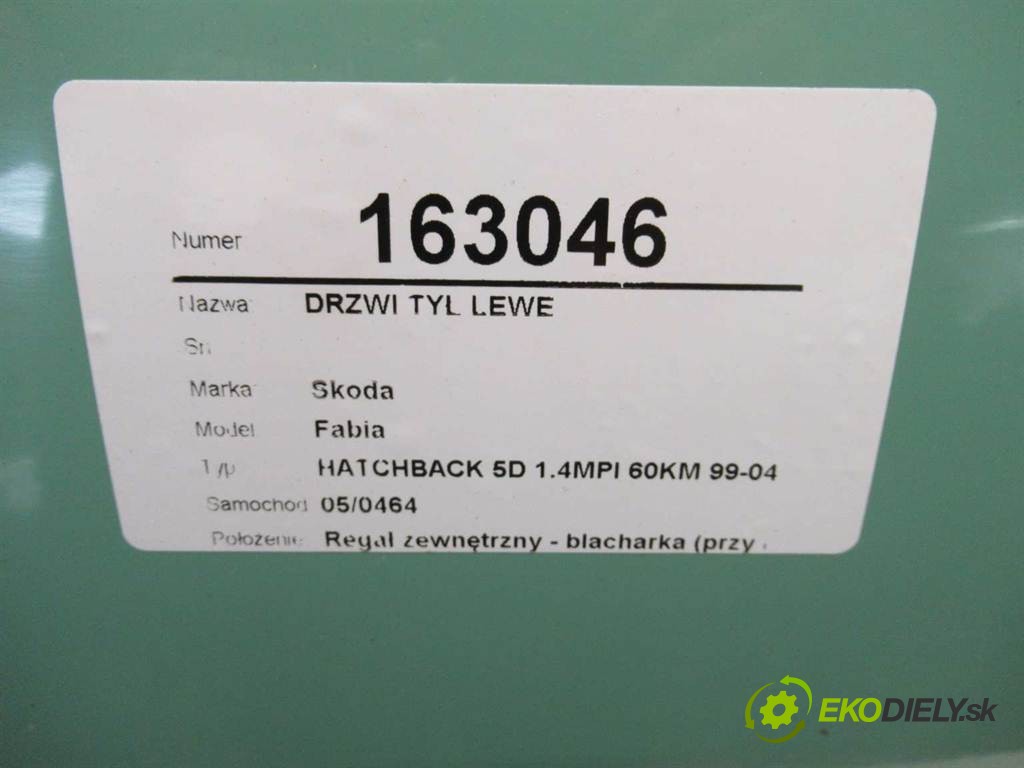 Numer 163046
Nazwa DRZWI TYŁ LEWE
Sn
Marka Skoda
Model Fabia
Typ HATCHBACK 5D 1.4MPI 60KM 99-04
Samochod 05/0464
Położenie Regał zewnętrzny - blacharka (przy
EKODIELY.sk